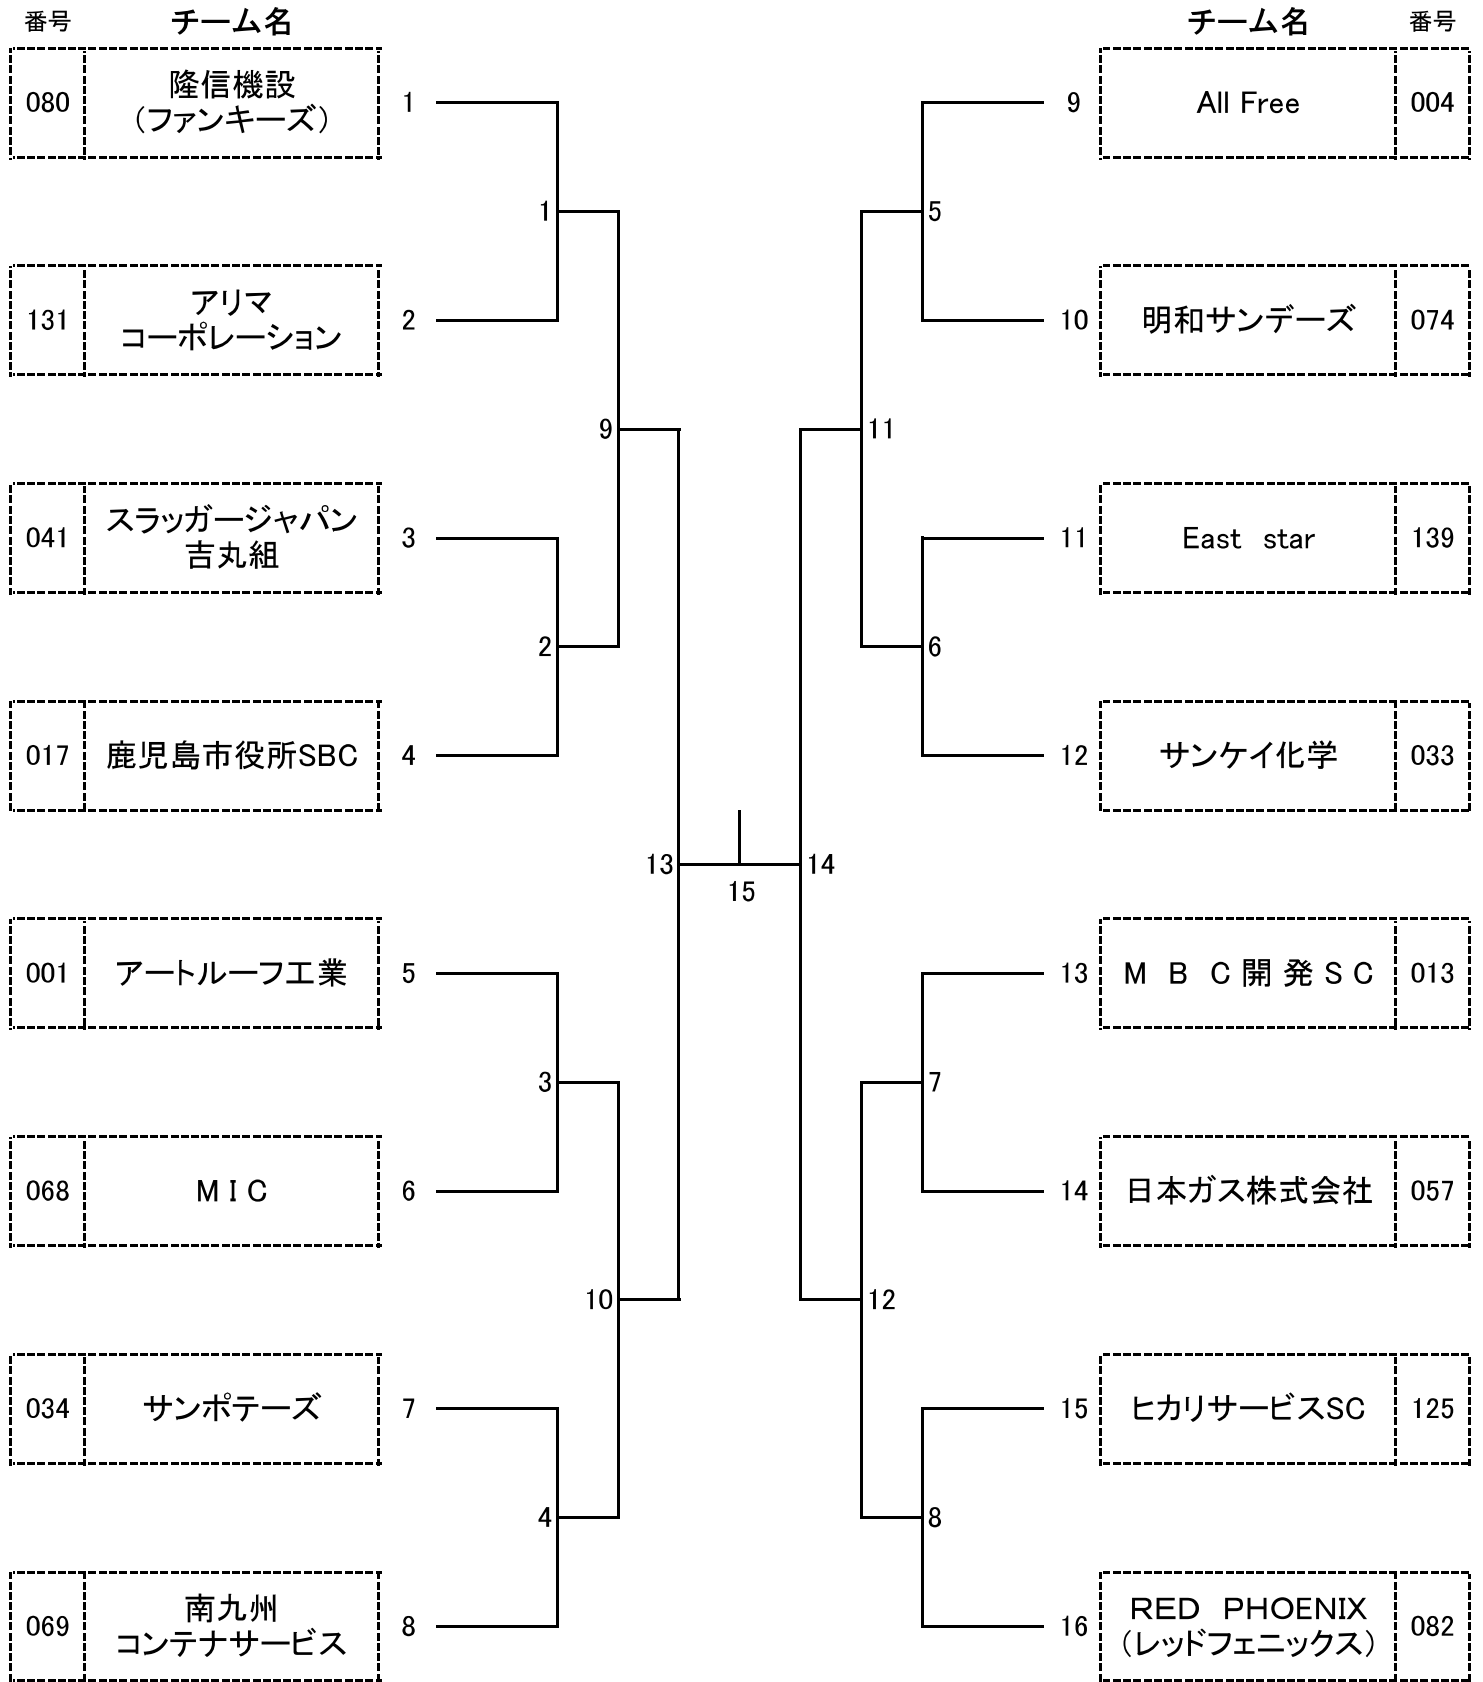 番号 チーム名 チーム名 番号
隆信機設
080 1 9 All Free 004
(ファンキーズ)
1 5
アリマ
131 2 10 明和サンデーズ 074
コーポレーション
9 11
スラッガージャパン
041 3 11 East star 139
吉丸組
2 6
017 鹿児島市役所SBC 4 12 サンケイ化学 033
13 14
15
001 アートルーフ工業 5 13 M B C開発SC 013
3 7
068 MIC 6 14 日本ガス株式会社 057
10 12
034 サンポテーズ 7 15 ヒカリサービスSC 125
4 8
南九州 RED PHOENIX
069 8 16 082
コンテナサービス (レッドフェニックス)